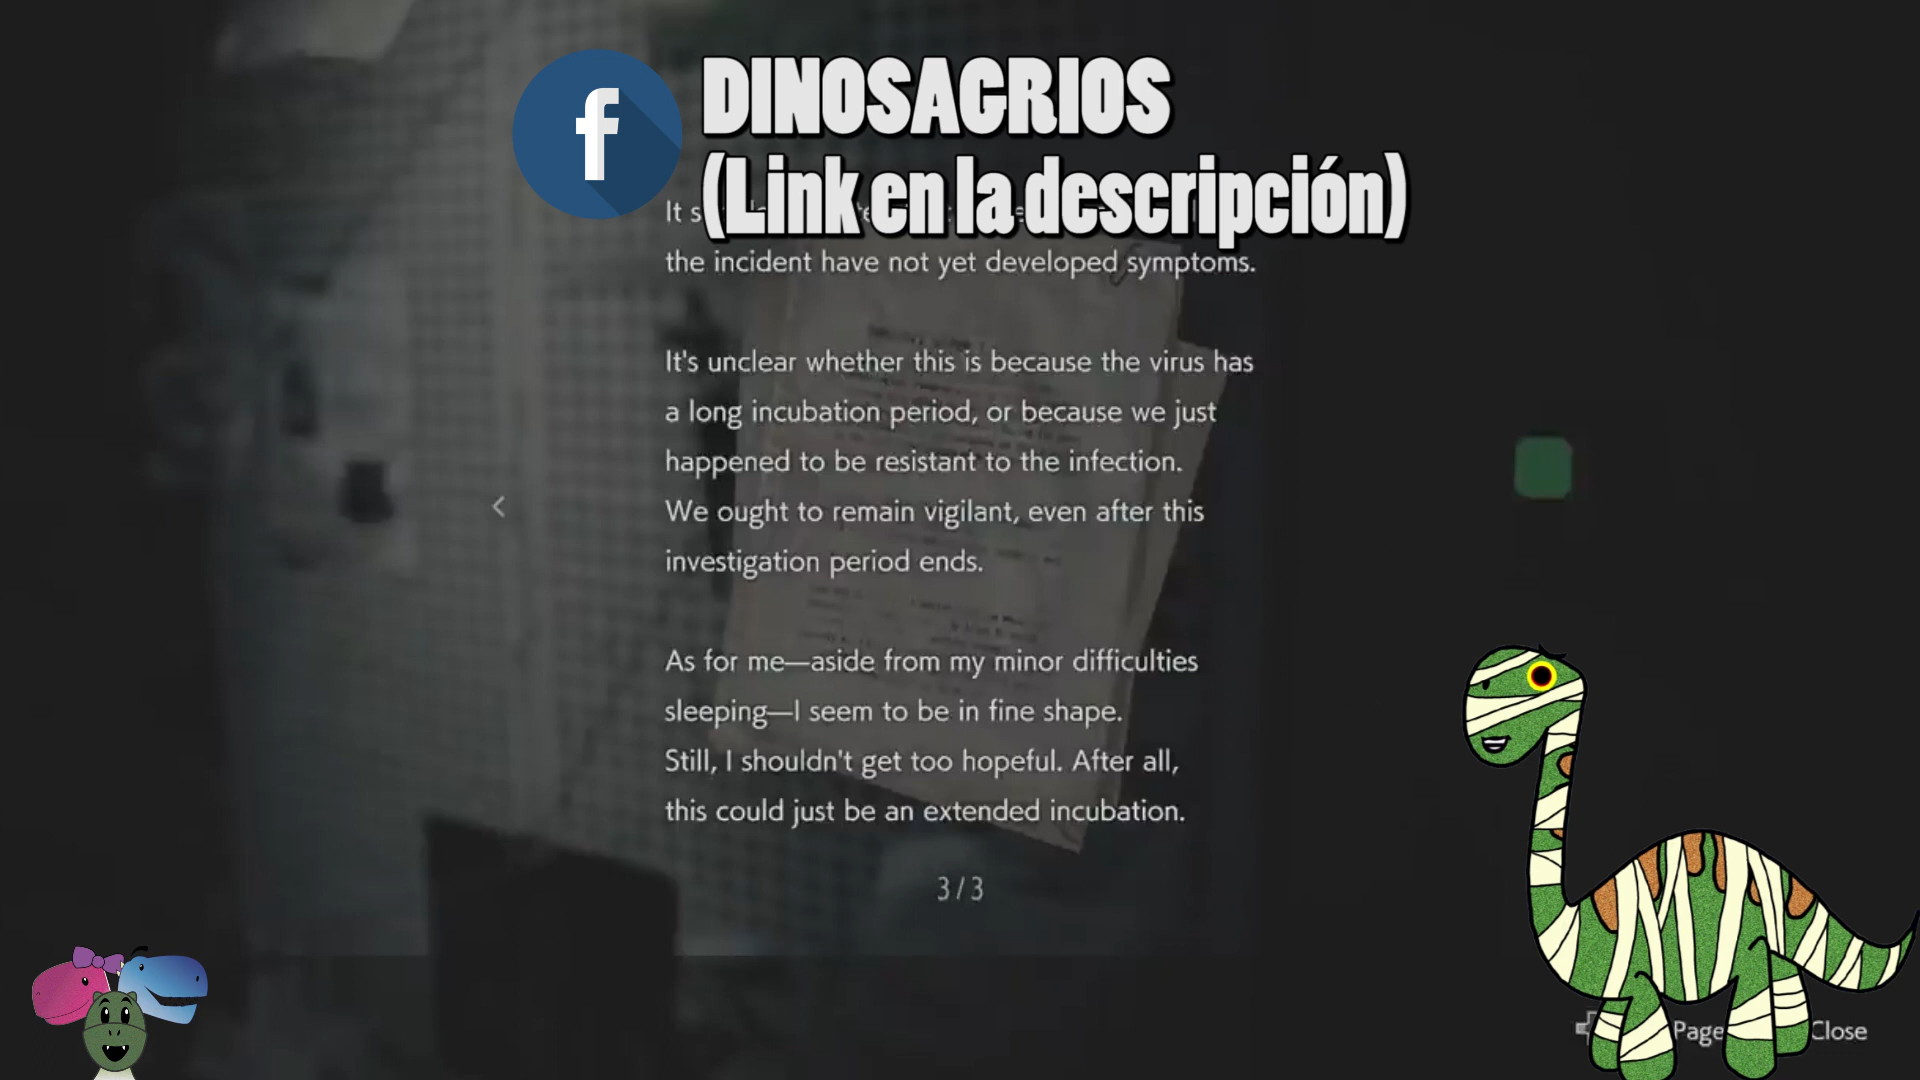 f
DINOSAGRIOS
(Link en la descripción)
It
the incident have not yet developed symptoms.
It's unclear whether this is because the virus has
a long incubation period, or because we just
happened to be resistant to the infection.
We ought to remain vigilant, even after this
investigation period ends.
As for me—aside from my minor difficulties
sleeping—I seem to be in fine shape.
Still, I shouldn't get too hopeful. After all,
this could just be an extended incubation.
3 / 3
Page
Close